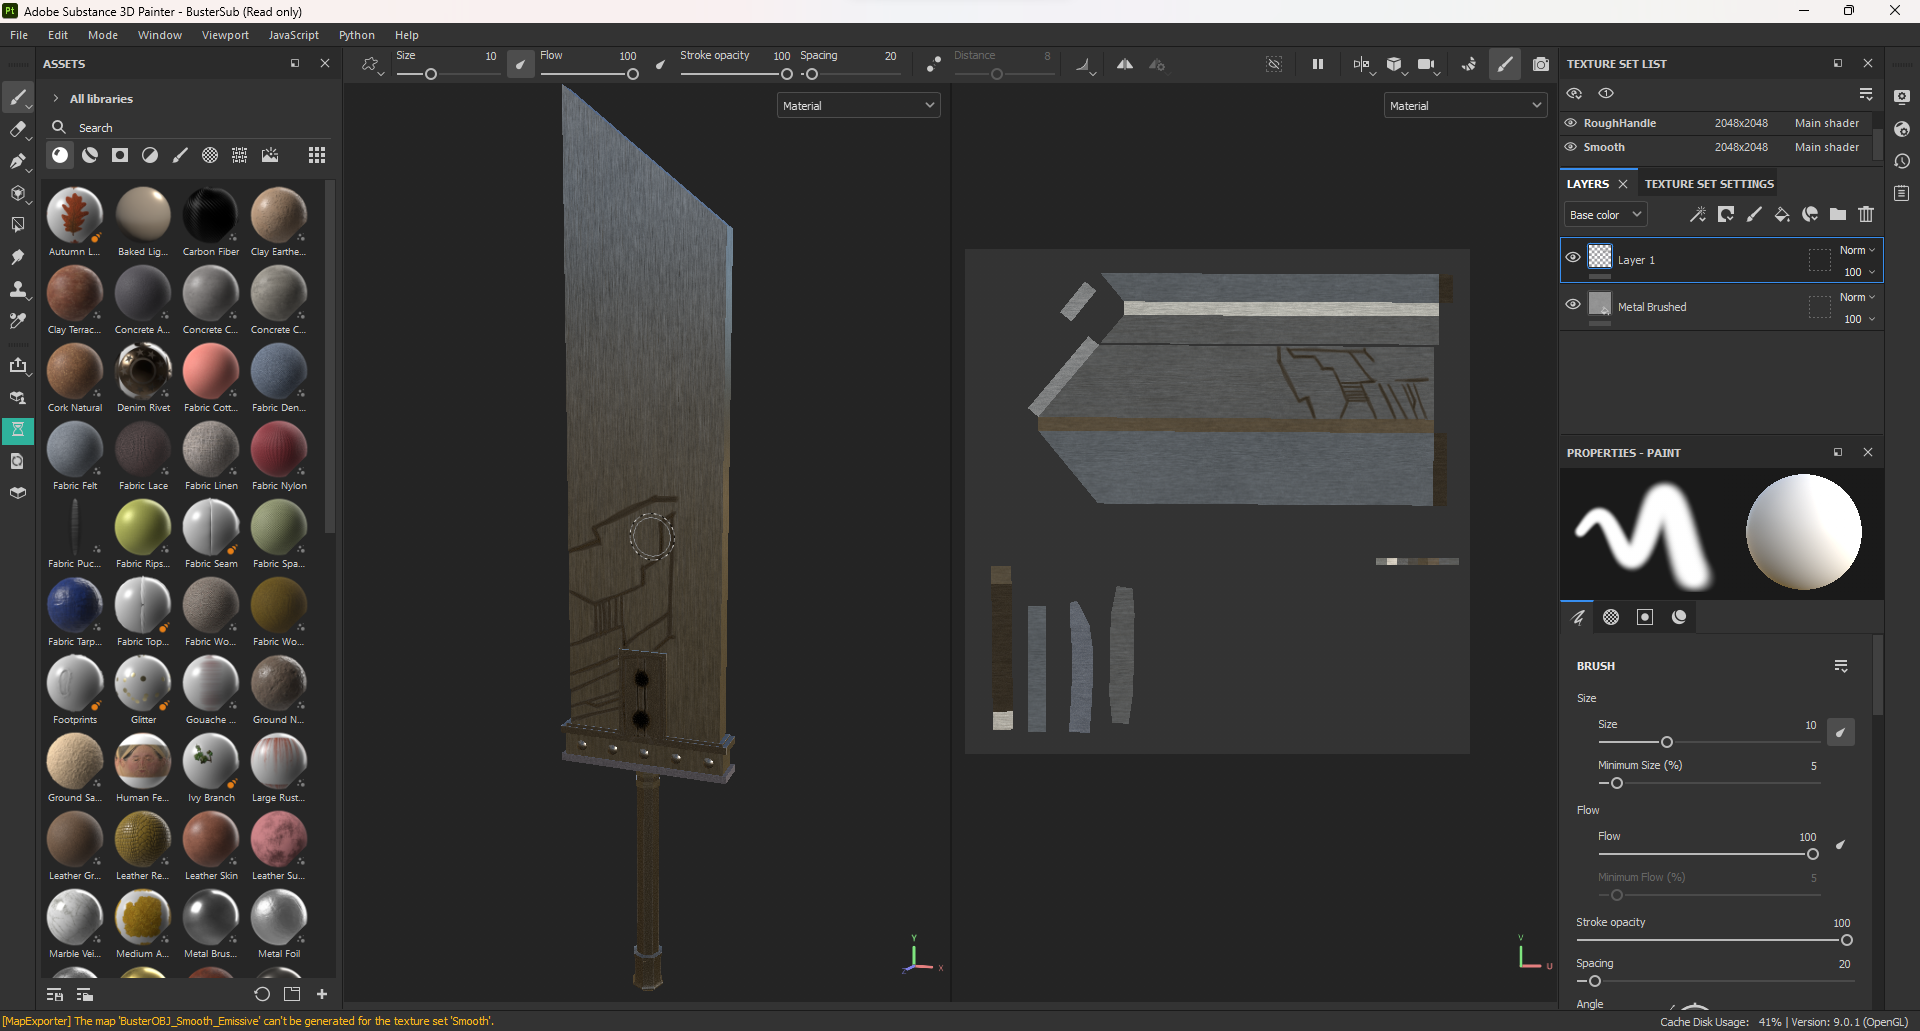 Pt Adobe Substance 3D Painter - BusterSub (Read only)
File Edit Mode Window Viewport JavaScript Python Help
ASSETS
Size 10 Flow 100 Stroke opacity 100 Spacing 20 Distance 8
TEXTURE SET LIST
All libraries
Search
Material
Material
RoughHandle 2048x2048 Main shader
Smooth 2048x2048 Main shader
LAYERS TEXTURE SET SETTINGS
Base color
Layer 1 Norm 100
Metal Brushed Norm 100
Autumn L... Baked Lig... Carbon Fiber Clay Earthe...
Clay Terrac... Concrete A... Concrete C... Concrete C...
Cork Natural Denim Rivet Fabric Cott... Fabric Den...
Fabric Felt Fabric Lace Fabric Linen Fabric Nylon
Fabric Puc... Fabric Rips... Fabric Seam Fabric Spa...
Fabric Tarp... Fabric Top... Fabric Wo... Fabric Wo...
Footprints Glitter Gouache ... Ground N...
Ground Sa... Human Fe... Ivy Branch Large Rust...
Leather Gr... Leather Re... Leather Skin Leather Su...
Marble Vei... Medium A... Metal Brus... Metal Foil
Y
Z X
V
U
PROPERTIES - PAINT
BRUSH
Size
Size 10
Minimum Size (%) 5
Flow
Flow 100
Minimum Flow (%) 5
Stroke opacity 100
Spacing 20
Angle
[MapExporter] The map 'BusterOBJ_Smooth_Emissive' can't be generated for the texture set 'Smooth'.
Cache Disk Usage: 41% | Version: 9.0.1 (OpenGL)